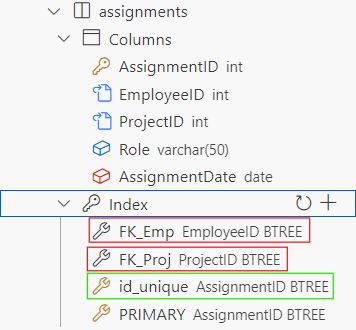 assignments
Columns
AssignmentID int
EmployeeID int
ProjectID int
Role varchar(50)
AssignmentDate date
Index
FK_Emp EmployeeID BTREE
FK_Proj ProjectID BTREE
id_unique AssignmentID BTREE
PRIMARY AssignmentID BTREE